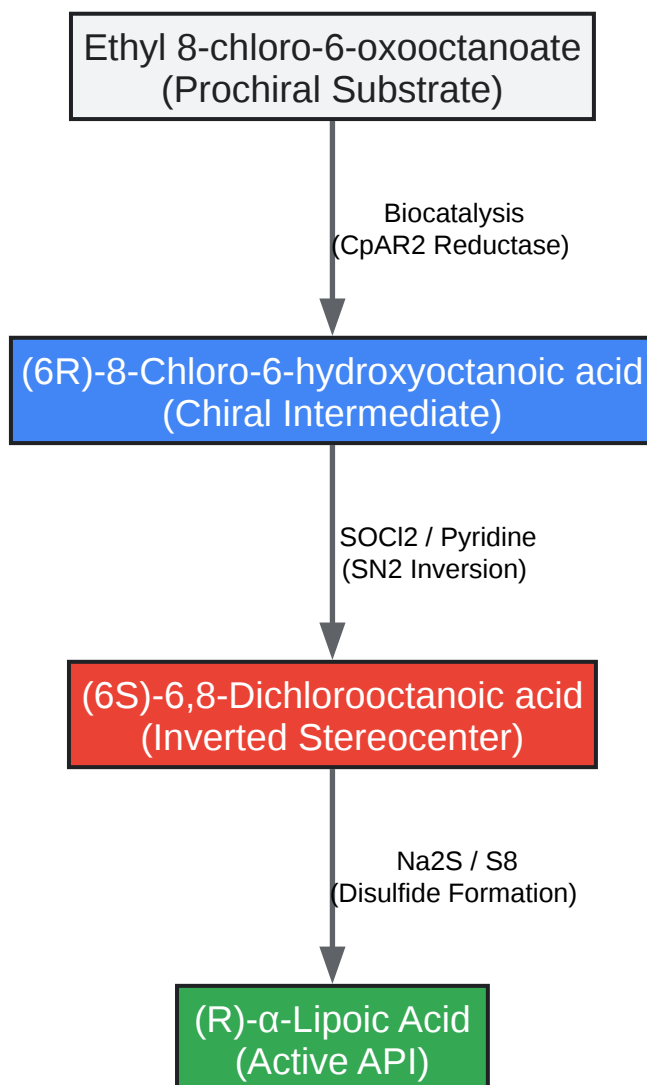 Ethyl 8-chloro-6-oxooctanoate
(Prochiral Substrate)
Biocatalysis
(CpAR2 Reductase)
(6R)-8-Chloro-6-hydroxyoctanoic acid
(Chiral Intermediate)
SOCl2 / Pyridine
(SN2 Inversion)
(6S)-6,8-Dichlorooctanoic acid
(Inverted Stereocenter)
Na2S / S8
(Disulfide Formation)
(R)-α-Lipoic Acid
(Active API)